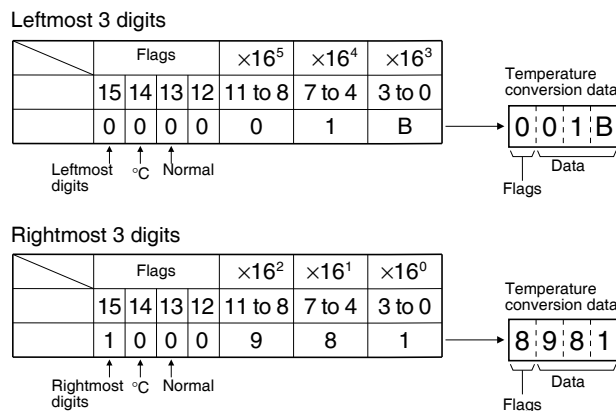 Leftmost 3 digits
Flags ×16⁵ ×16⁴ ×16³
15 14 13 12 11 to 8 7 to 4 3 to 0
0 0 0 0 0 1 B
Leftmost digits °C Normal
Temperature conversion data
0 0 1 B
Flags Data
Rightmost 3 digits
Flags ×16² ×16¹ ×16⁰
15 14 13 12 11 to 8 7 to 4 3 to 0
1 0 0 0 9 8 1
Rightmost digits °C Normal
Temperature conversion data
8 9 8 1
Flags Data